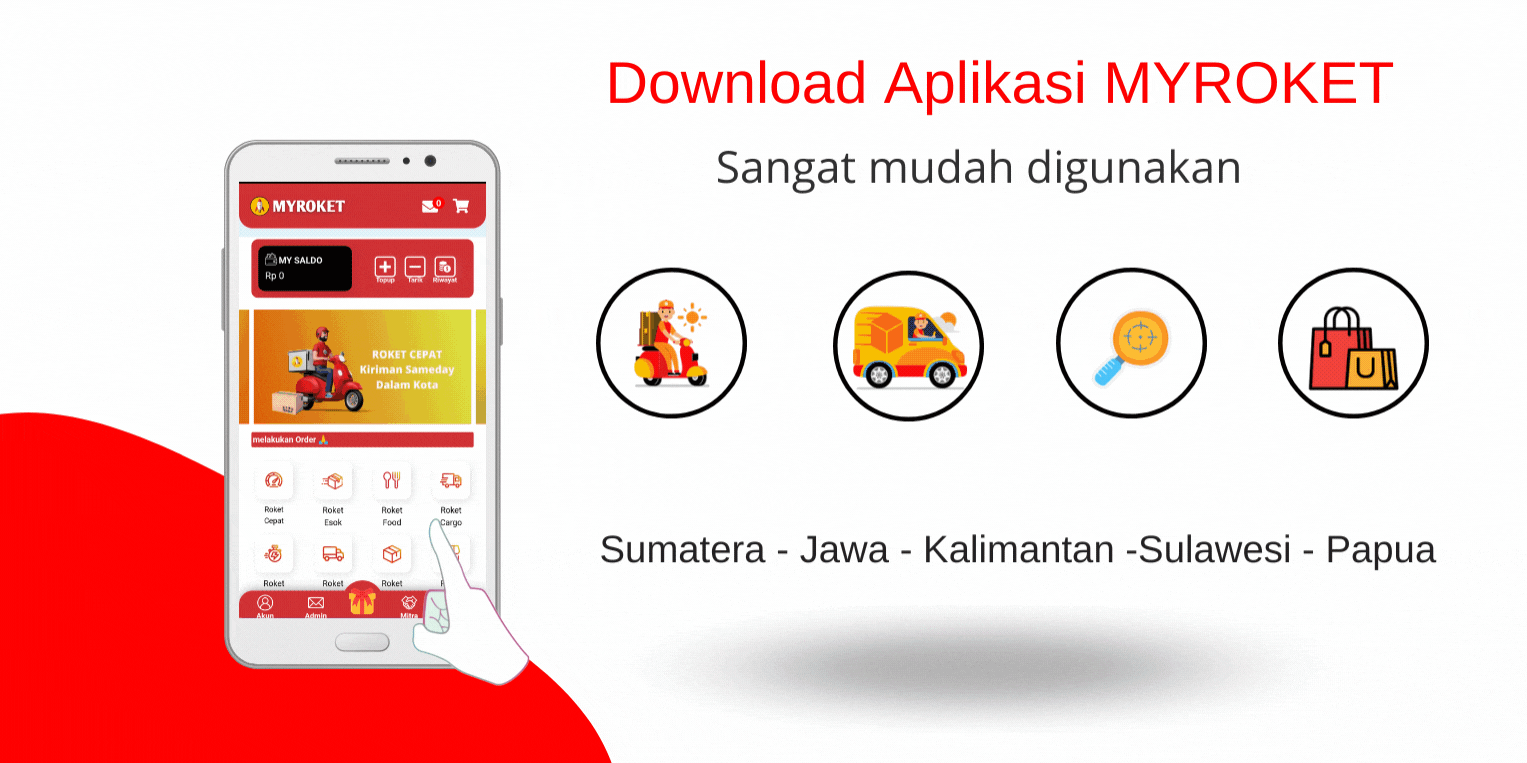 Download Aplikasi MYROKET
Sangat mudah digunakan
MYROKET
0
MY SALDO
Rp 0
Topup Tarik Riwayat
ROKET CEPAT
Kiriman Sameday
Dalam Kota
melakukan Order 🙏
Roket Cepat
Roket Esok
Roket Food
Roket Cargo
Roket Roket Roket
Akun Admin Mitra
Sumatera - Jawa - Kalimantan -Sulawesi - Papua